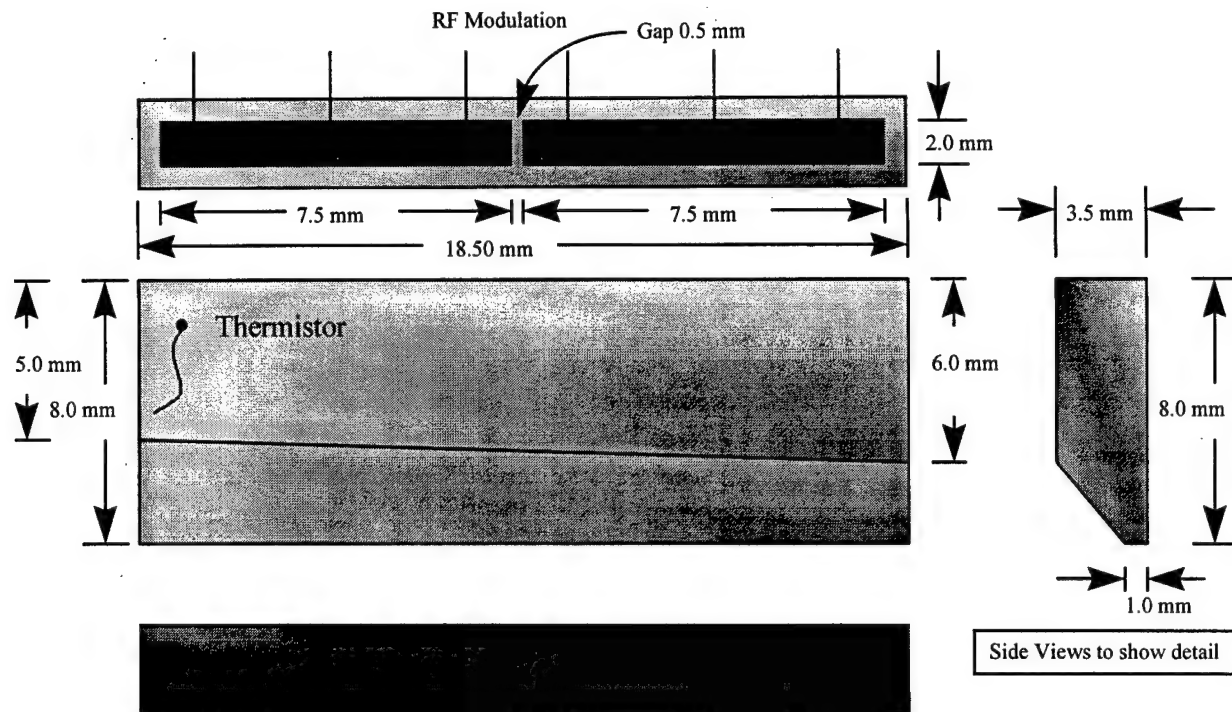 RF Modulation
Gap 0.5 mm
2.0 mm
7.5 mm
7.5 mm
3.5 mm
18.50 mm
Thermistor
5.0 mm
8.0 mm
6.0 mm
8.0 mm
1.0 mm
Side Views to show detail